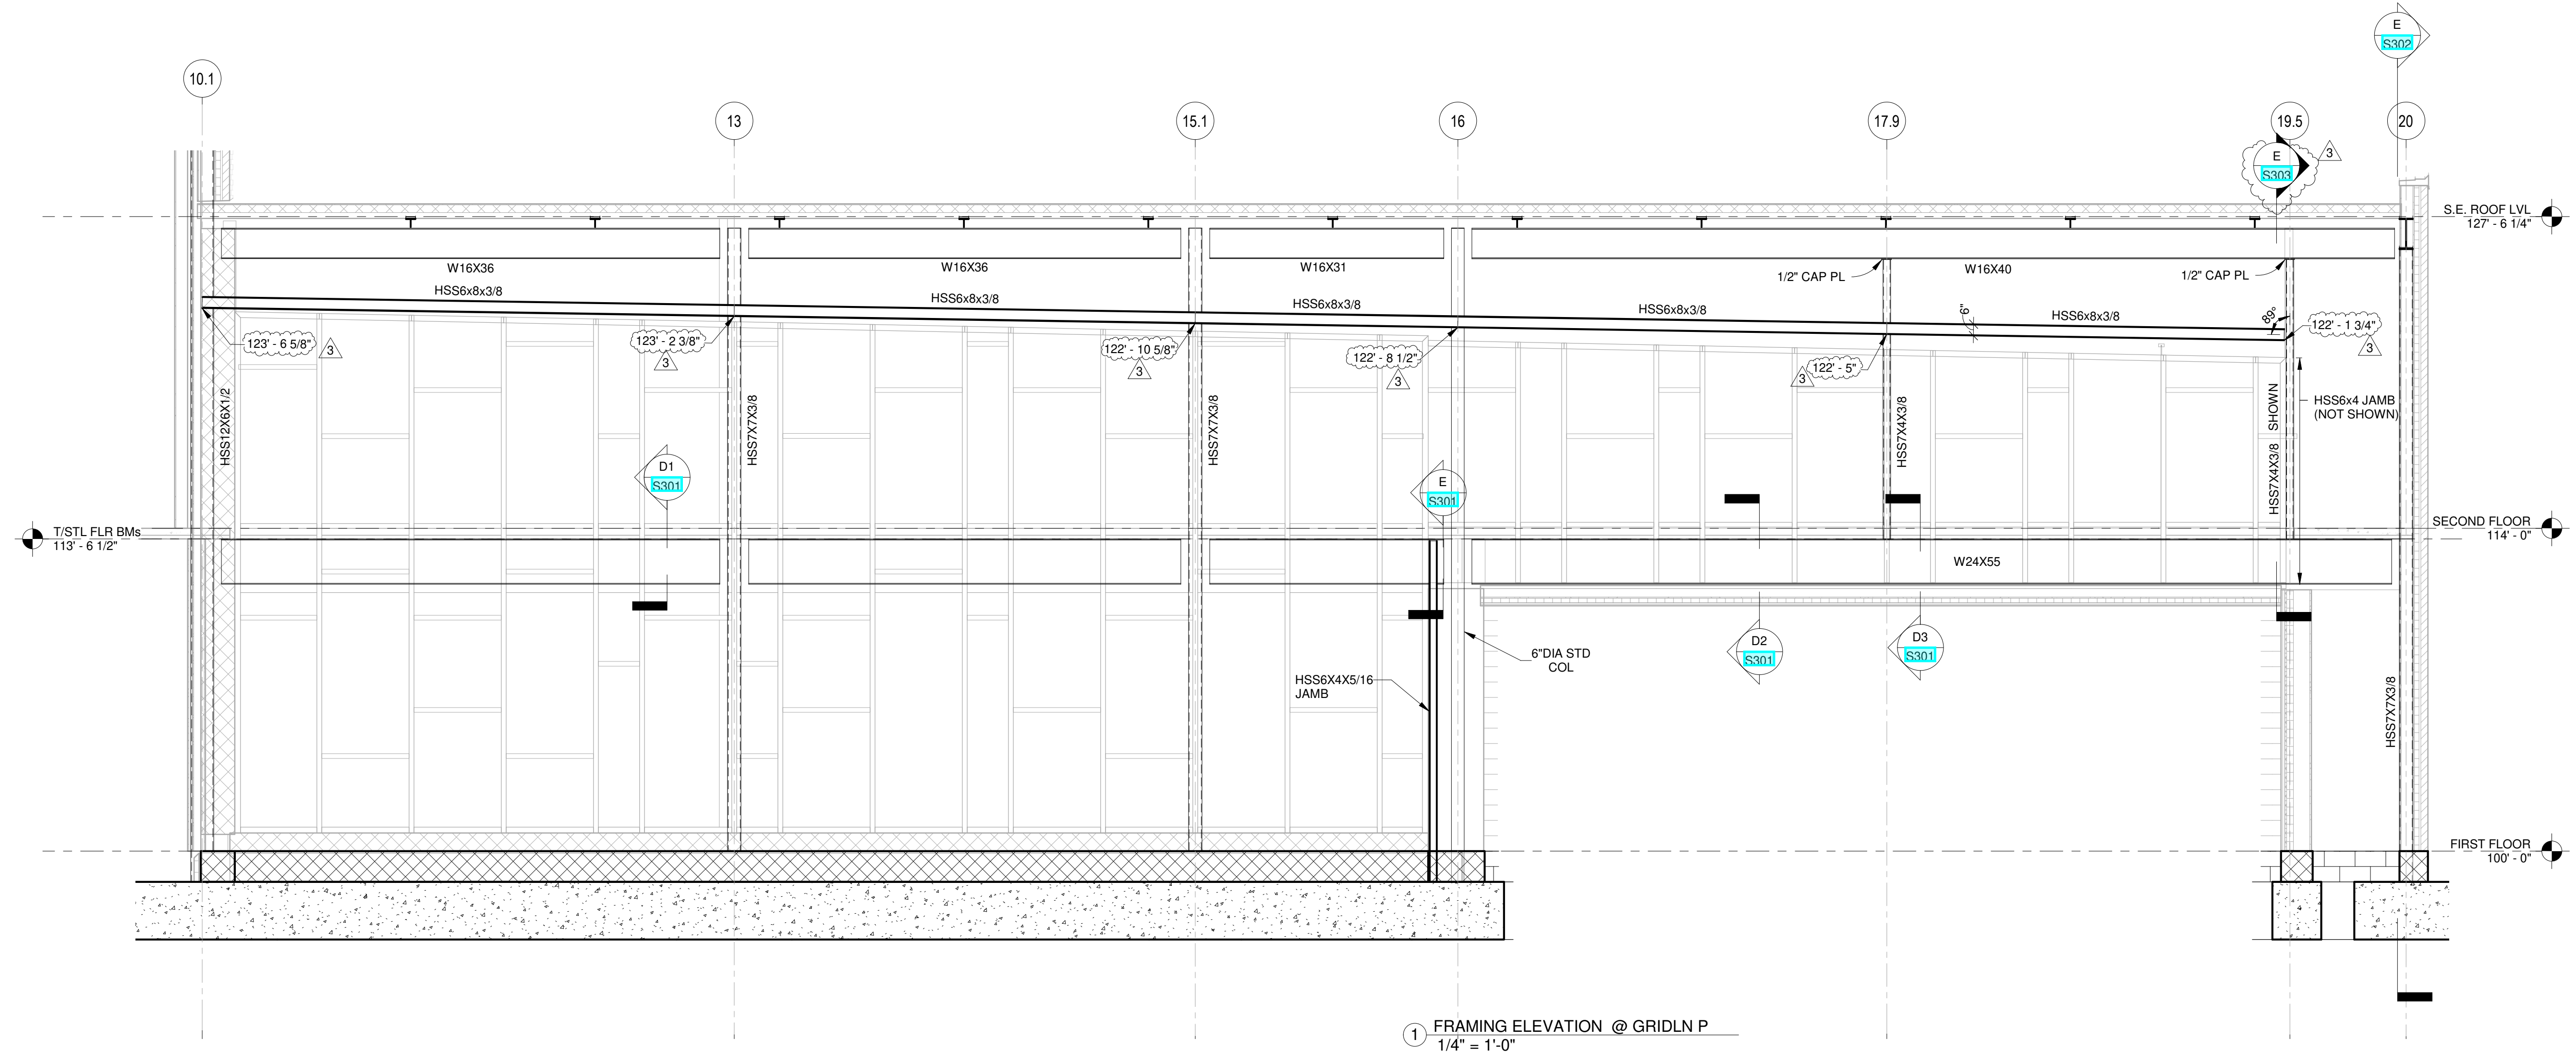 E
S302
10.1
13
15.1
16
17.9
19.5
20
E
S303
3
S.E. ROOF LVL
127' - 6 1/4"
W16X36
W16X36
W16X31
1/2" CAP PL
W16X40
1/2" CAP PL
HSS6x8x3/8
HSS6x8x3/8
HSS6x8x3/8
HSS6x8x3/8
6"
HSS6x8x3/8
89°
123' - 6 5/8"
3
123' - 2 3/8"
3
122' - 10 5/8"
3
122' - 8 1/2"
3
122' - 5"
3
122' - 1 3/4"
3
HSS12X6X1/2
HSS7X7X3/8
HSS7X7X3/8
HSS7X4X3/8
HSS7X4X3/8 SHOWN
HSS6x4 JAMB
(NOT SHOWN)
D1
S301
E
S301
T/STL FLR BMs
113' - 6 1/2"
SECOND FLOOR
114' - 0"
W24X55
D2
S301
D3
S301
6"DIA STD
COL
HSS6X4X5/16
JAMB
HSS7X7X3/8
FIRST FLOOR
100' - 0"
1
FRAMING ELEVATION @ GRIDLN P
1/4" = 1'-0"